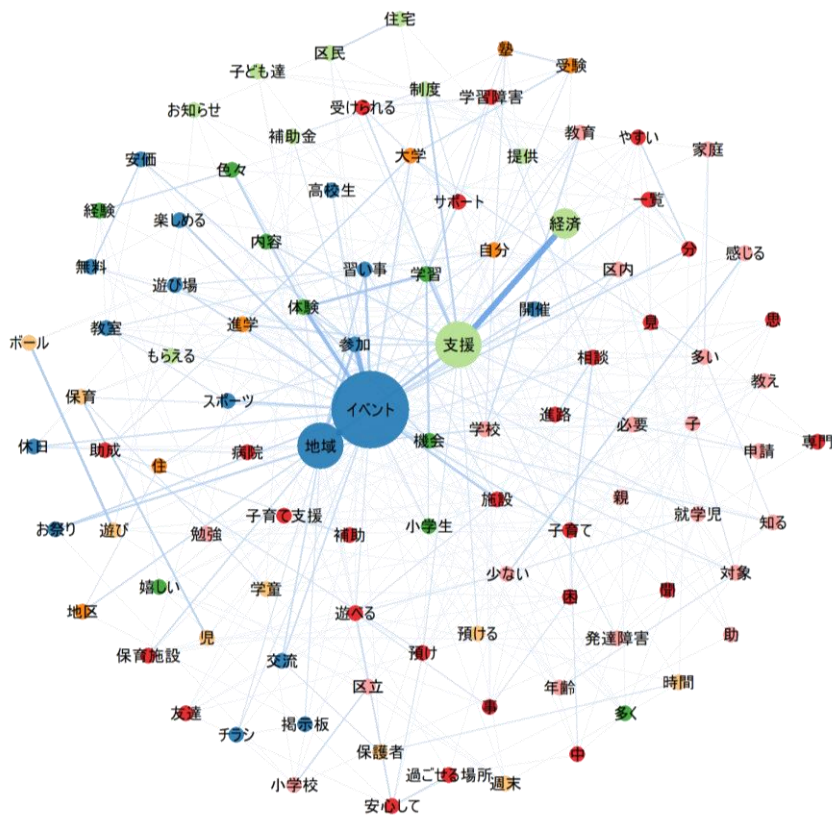 住宅
区民
塾
受験
子ども達
制度
学習障害
お知らせ
受けられる
補助金
教育
やすい
家庭
安価
色々
大学
提供
高校生
サポート
一覧
経験
楽しめる
経済
内容
自分
分
感じる
無料
習い事
学習
区内
遊び場
体験
開催
教室
進学
見
思
ボール
参加
支援
もらえる
相談
多い
教え
保育
スポーツ
イベント
進路
必要
子
休日
助成
病院
地域
機会
学校
申請
専門
住
施設
親
お祭り
遊び
勉強
子育て支援
補助
小学生
子育て
就学児
知る
少ない
対象
嬉しい
学童
困
間
地区
遊べる
児
預ける
発達障害
助
保育施設
交流
預け
区立
年齢
時間
友達
事
多く
チラシ
掲示板
保護者
中
小学校
過ごせる場所
週末
安心して